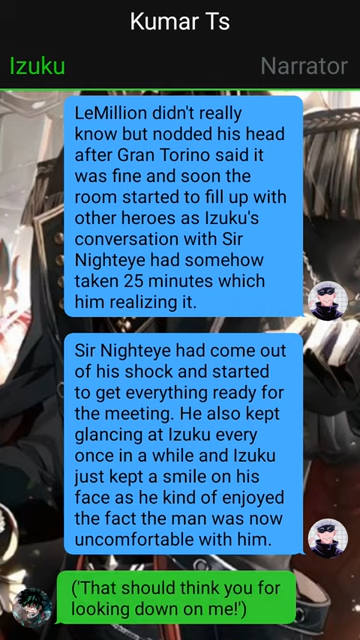 Kumar Ts
Izuku Narrator
LeMillion didn't really
know but nodded his head
after Gran Torino said it
was fine and soon the
room started to fill up with
other heroes as Izuku's
conversation with Sir
Nighteye had somehow
taken 25 minutes which
him realizing it.
Sir Nighteye had come out
of his shock and started
to get everything ready for
the meeting. He also kept
glancing at Izuku every
once in a while and Izuku
just kept a smile on his
face as he kind of enjoyed
the fact the man was now
uncomfortable with him.
('That should think you for
looking down on me!')